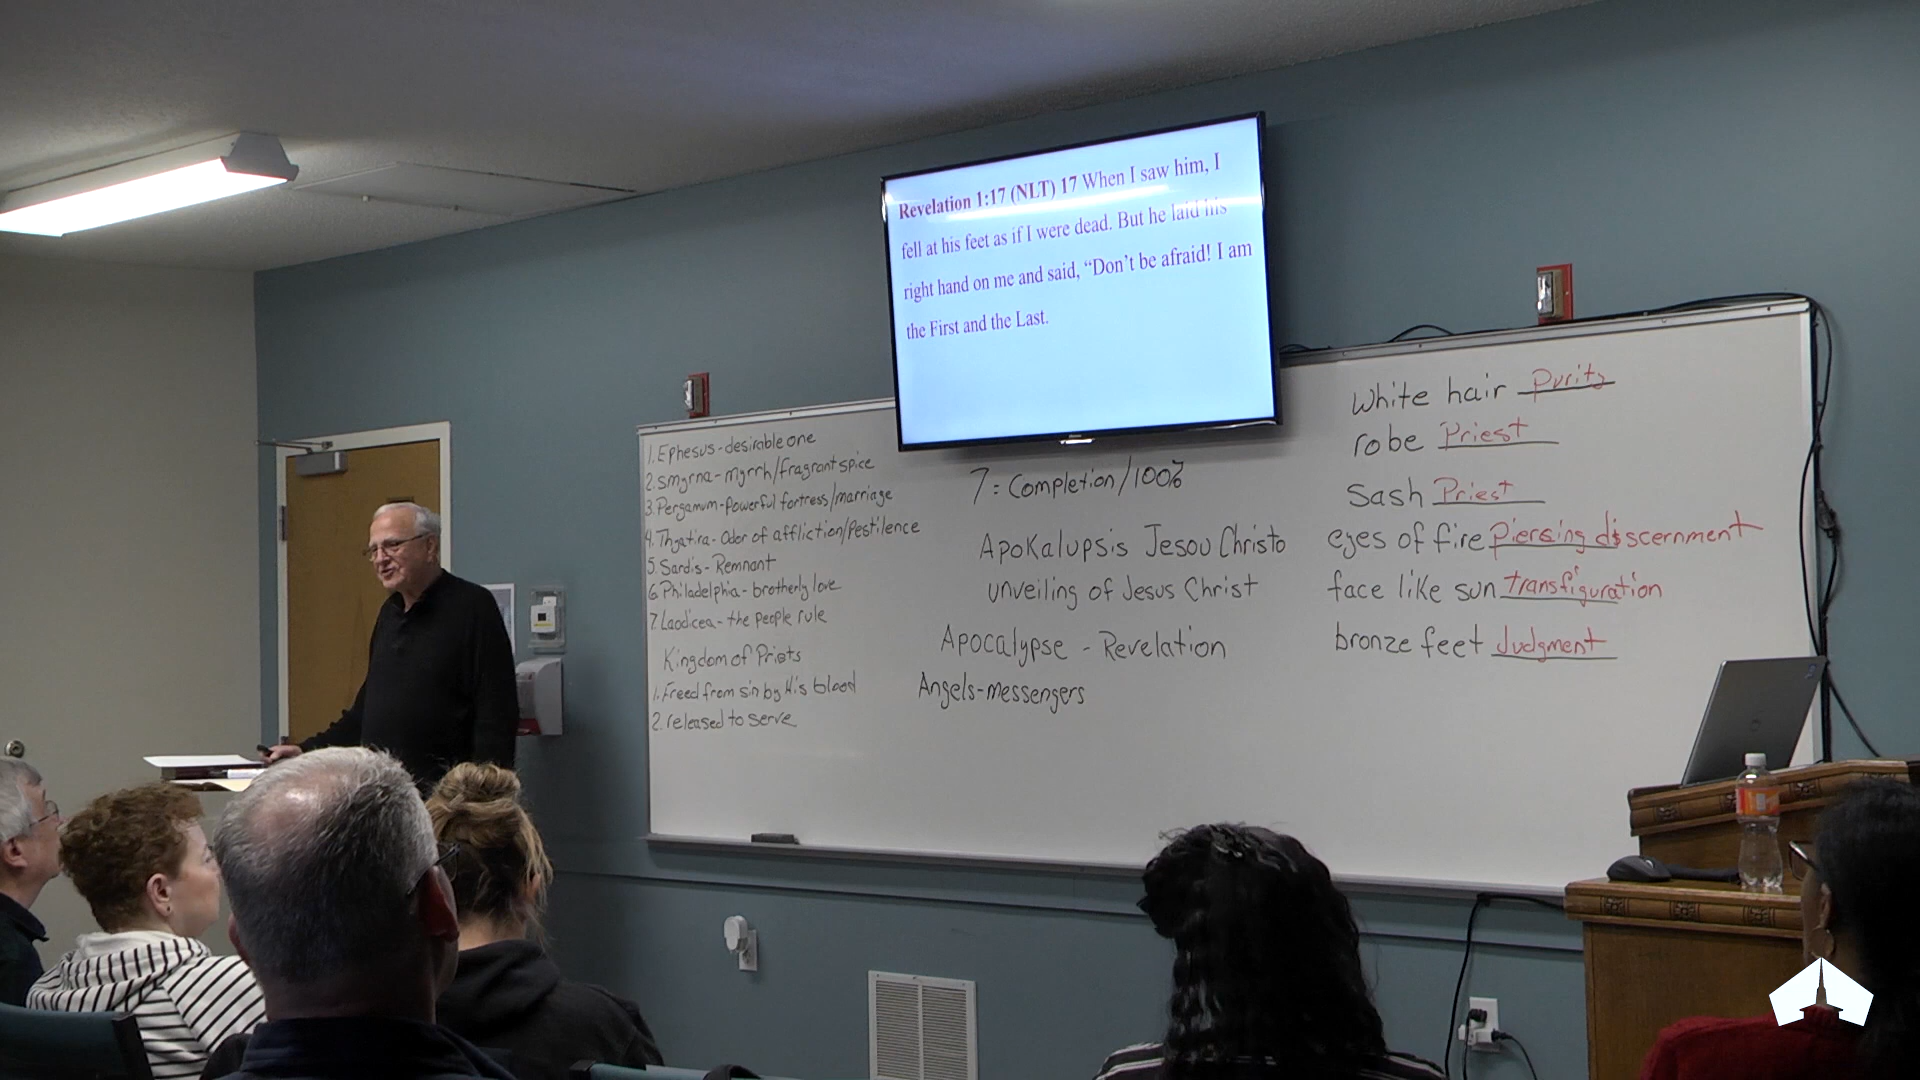 Revelation 1:17 (NLT) 17 When I saw him, I
fell at his feet as if I were dead. But he laid his
right hand on me and said, “Don’t be afraid! I am
the First and the Last.
1. Ephesus - desirable one
2. Smyrna - myrrh/fragrant spice
3. Pergamum - powerful fortress/marriage
4. Thyatira - Odor of affliction/Pestilence
5. Sardis - Remnant
6. Philadelphia - brotherly love
7. Laodicea - the people rule
Kingdom of Priests
1. Freed from sin by His blood
2. released to serve
7 = Completion/100%
Apokalupsis Jesou Christo
unveiling of Jesus Christ
Apocalypse - Revelation
Angels - messengers
White hair Purity
robe Priest
Sash Priest
eyes of fire piercing discernment
face like sun transfiguration
bronze feet Judgment